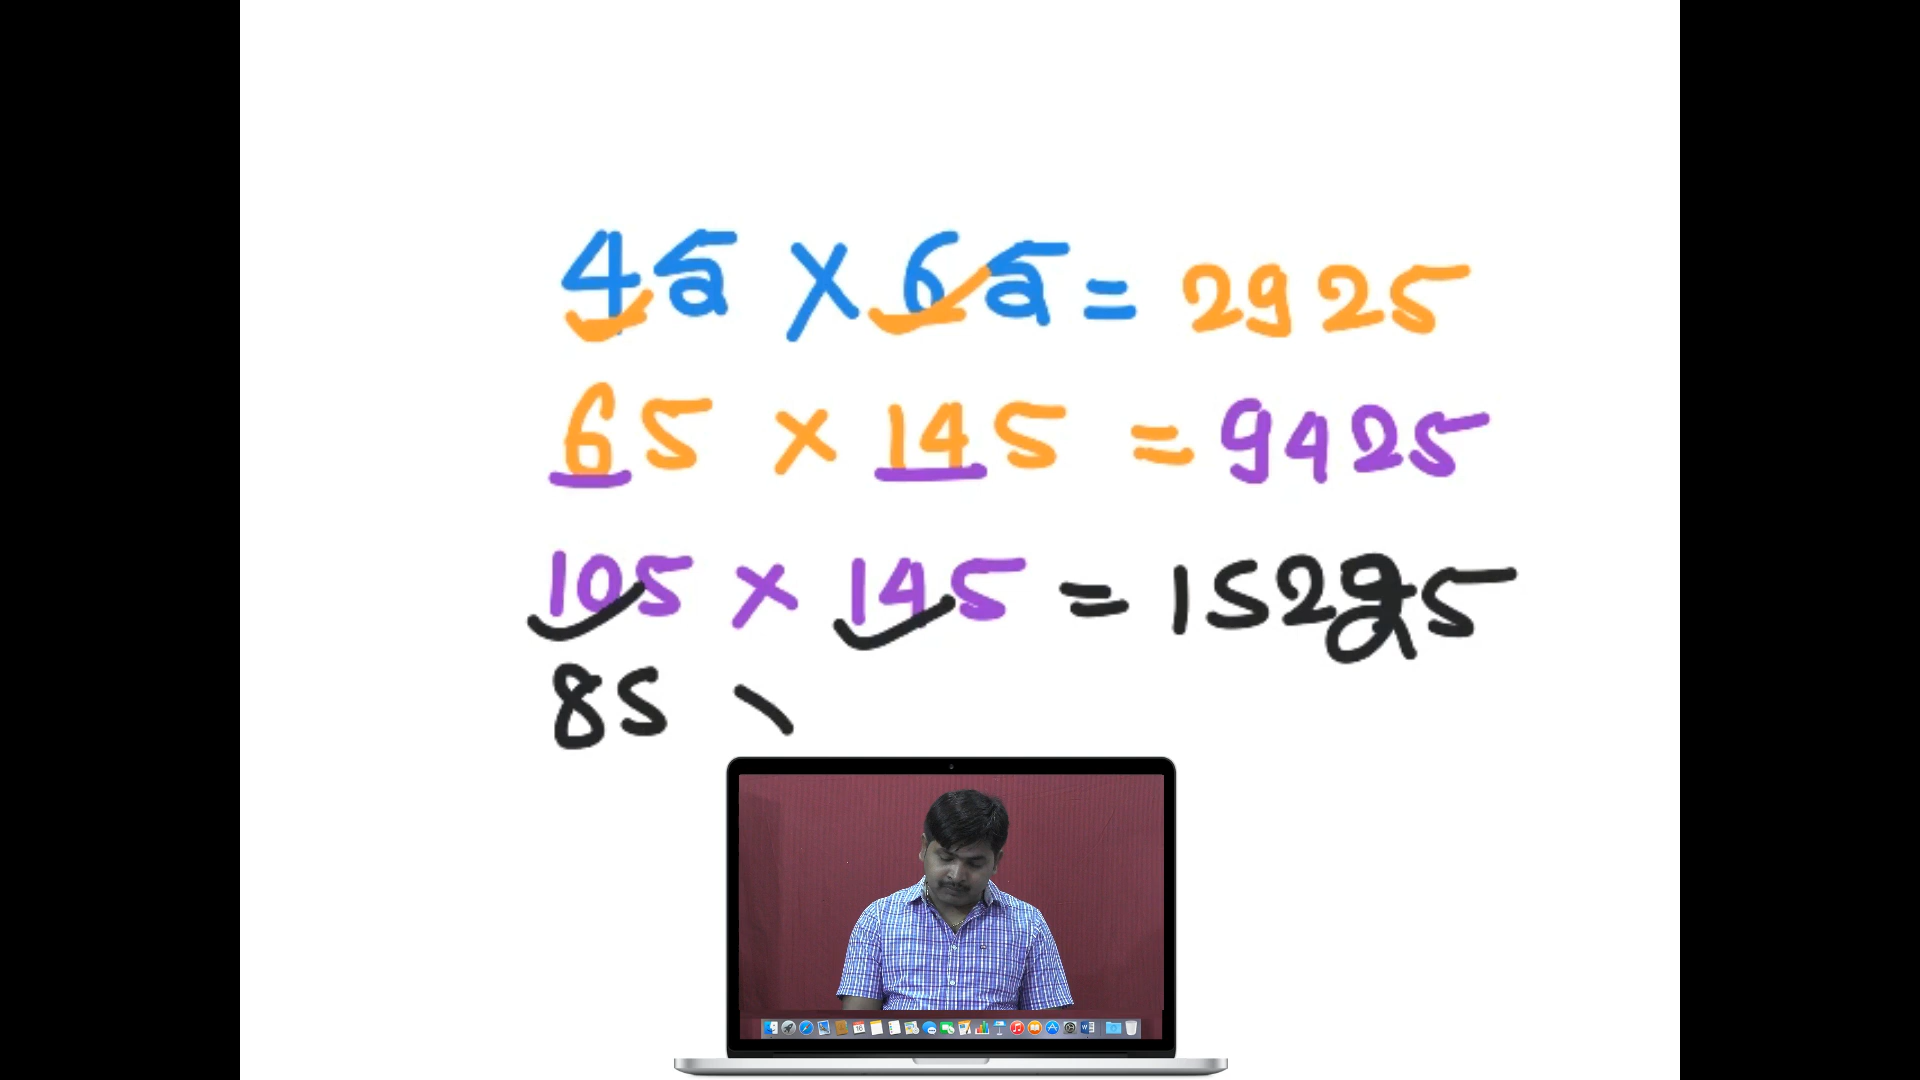 45 X 65 = 2925
65 × 145 = 9425
105 × 145 = 15225
85 \